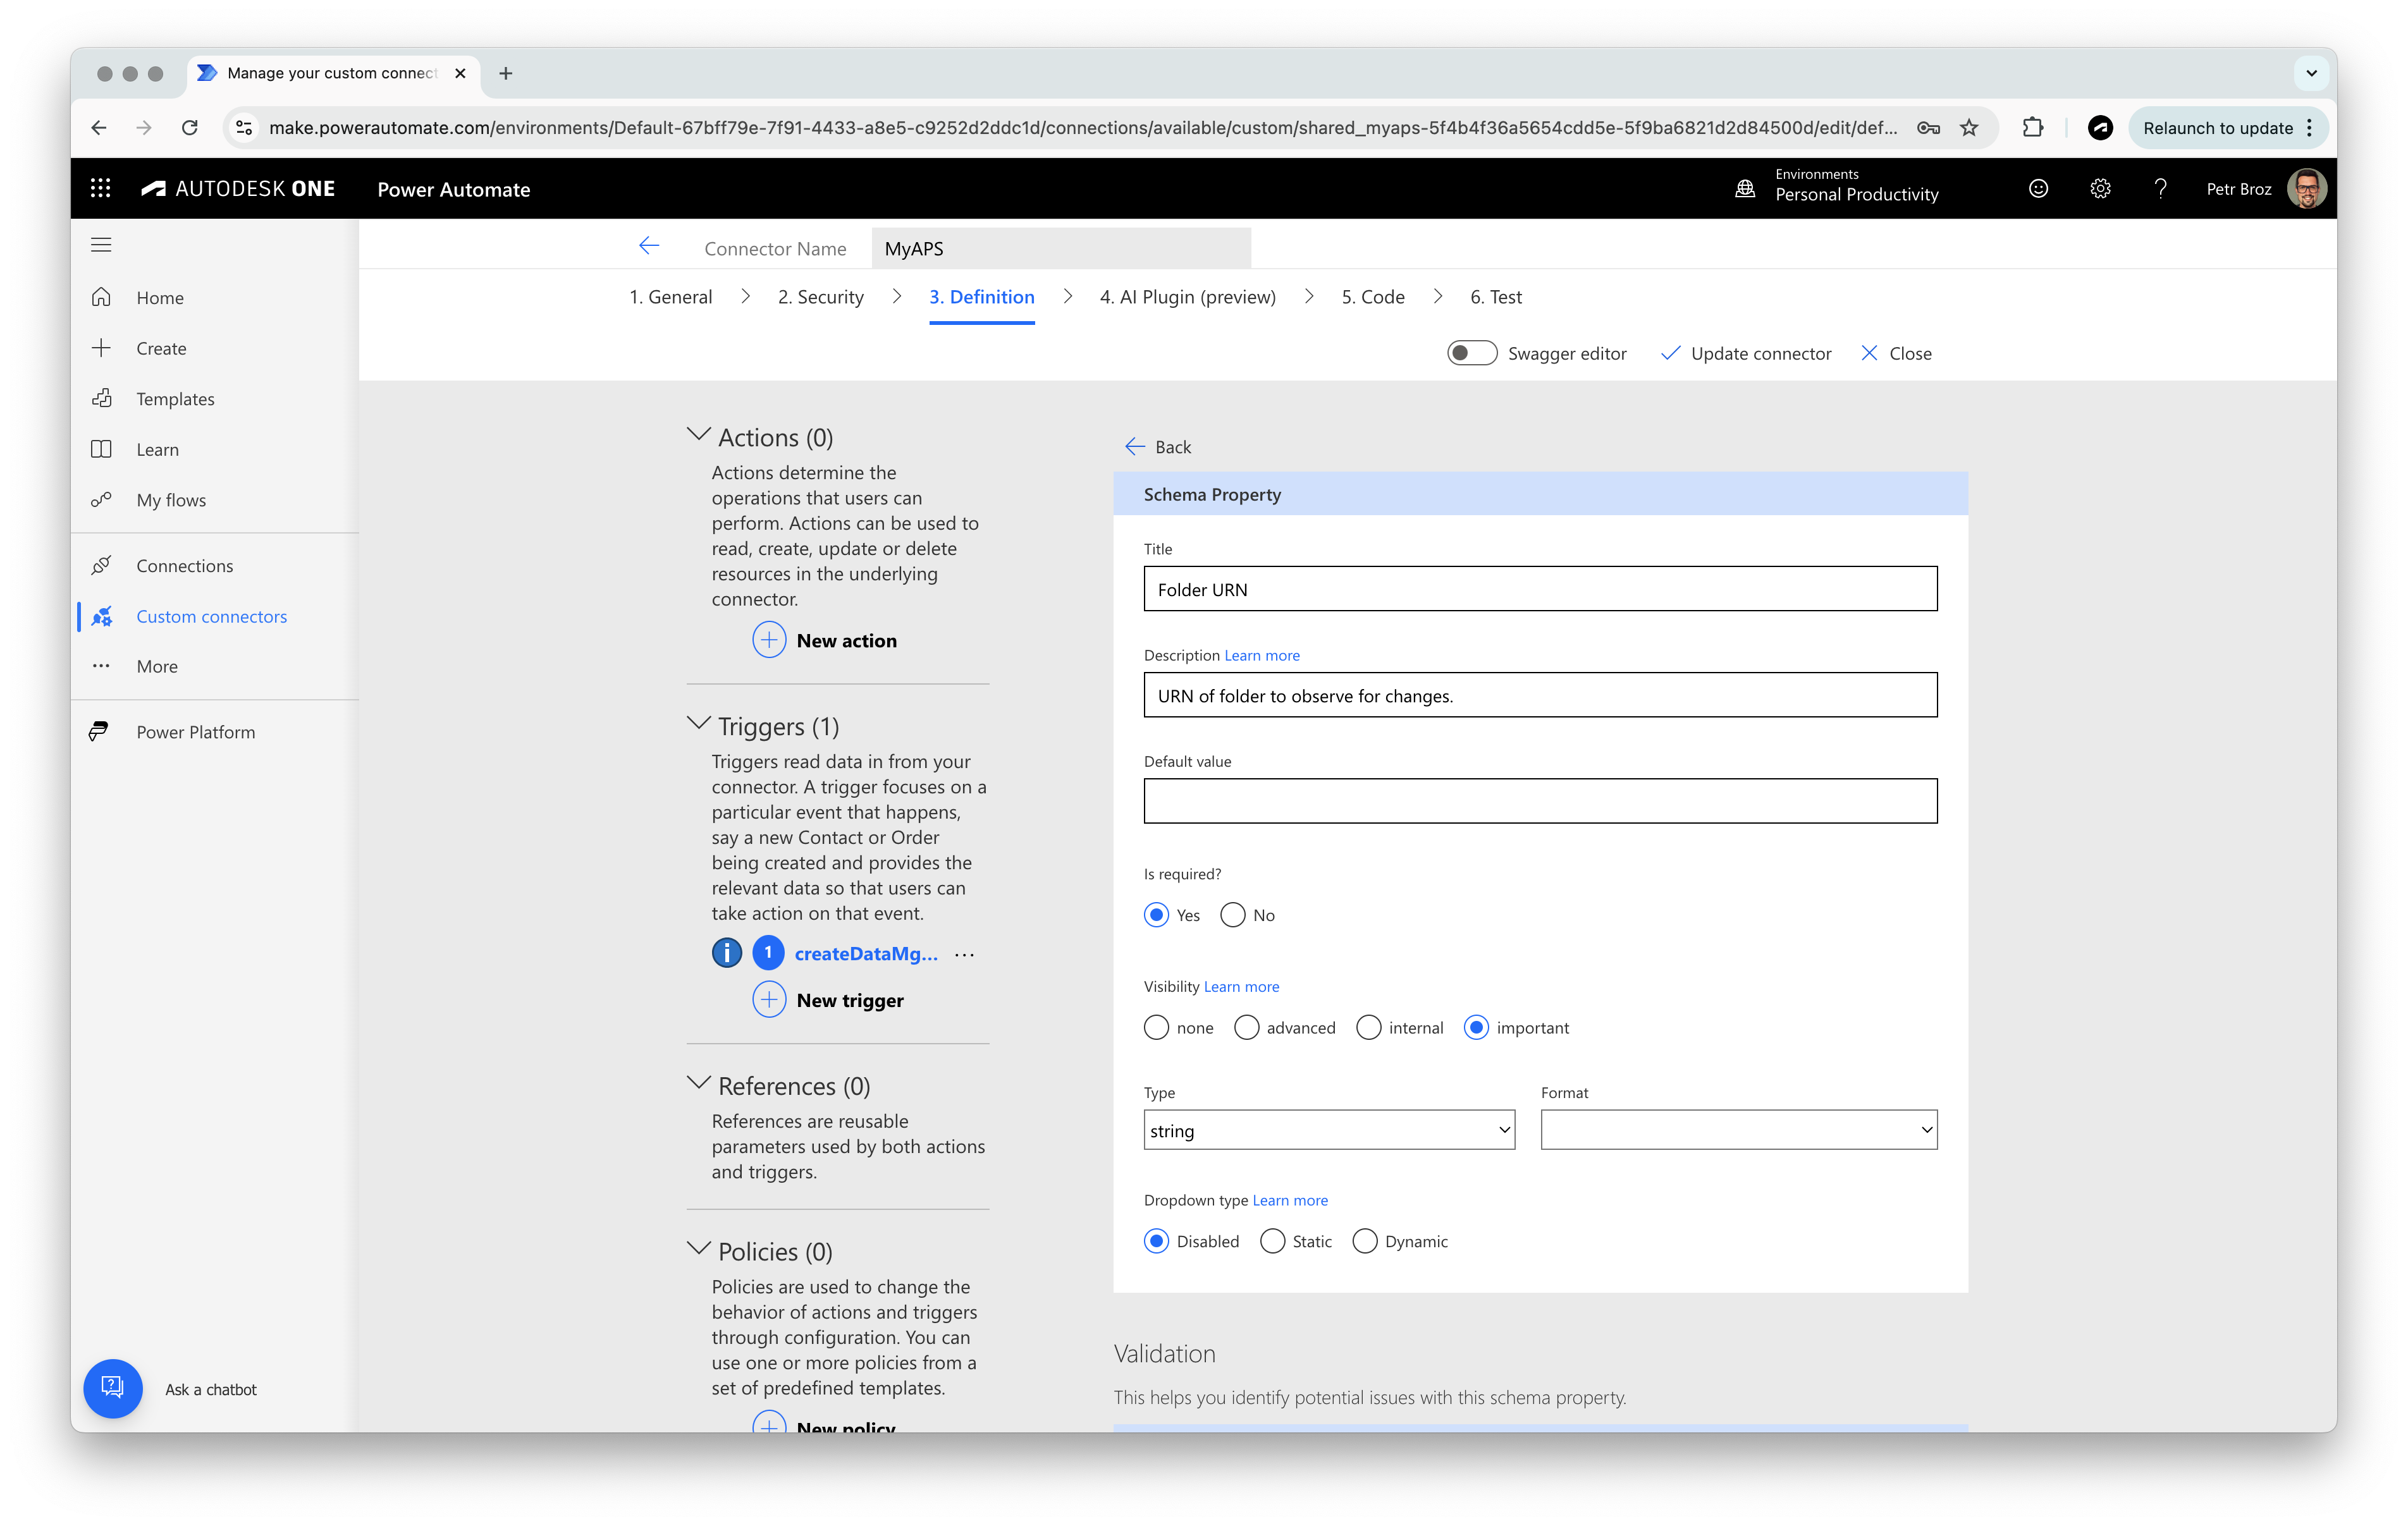 Manage your custom connect
make.powerautomate.com/environments/Default-67bff79e-7f91-4433-a8e5-c9252d2ddc1d/connections/available/custom/shared_myaps-5f4b4f36a5654cdd5e-5f9ba6821d2d84500d/edit/def...
Relaunch to update
AUTODESK ONE
Power Automate
Environments
Personal Productivity
Petr Broz
Connector Name
MyAPS
Home
Create
Templates
Learn
My flows
Connections
Custom connectors
More
Power Platform
Ask a chatbot
1. General
2. Security
3. Definition
4. AI Plugin (preview)
5. Code
6. Test
Swagger editor
Update connector
Close
Actions (0)
Actions determine the
operations that users can
perform. Actions can be used to
read, create, update or delete
resources in the underlying
connector.
New action
Triggers (1)
Triggers read data in from your
connector. A trigger focuses on a
particular event that happens,
say a new Contact or Order
being created and provides the
relevant data so that users can
take action on that event.
1 createDataMg... ...
New trigger
References (0)
References are reusable
parameters used by both actions
and triggers.
Policies (0)
Policies are used to change the
behavior of actions and triggers
through configuration. You can
use one or more policies from a
set of predefined templates.
New policy
Back
Schema Property
Title
Folder URN
Description Learn more
URN of folder to observe for changes.
Default value
Is required?
Yes No
Visibility Learn more
none advanced internal important
Type
string
Format
Dropdown type Learn more
Disabled Static Dynamic
Validation
This helps you identify potential issues with this schema property.